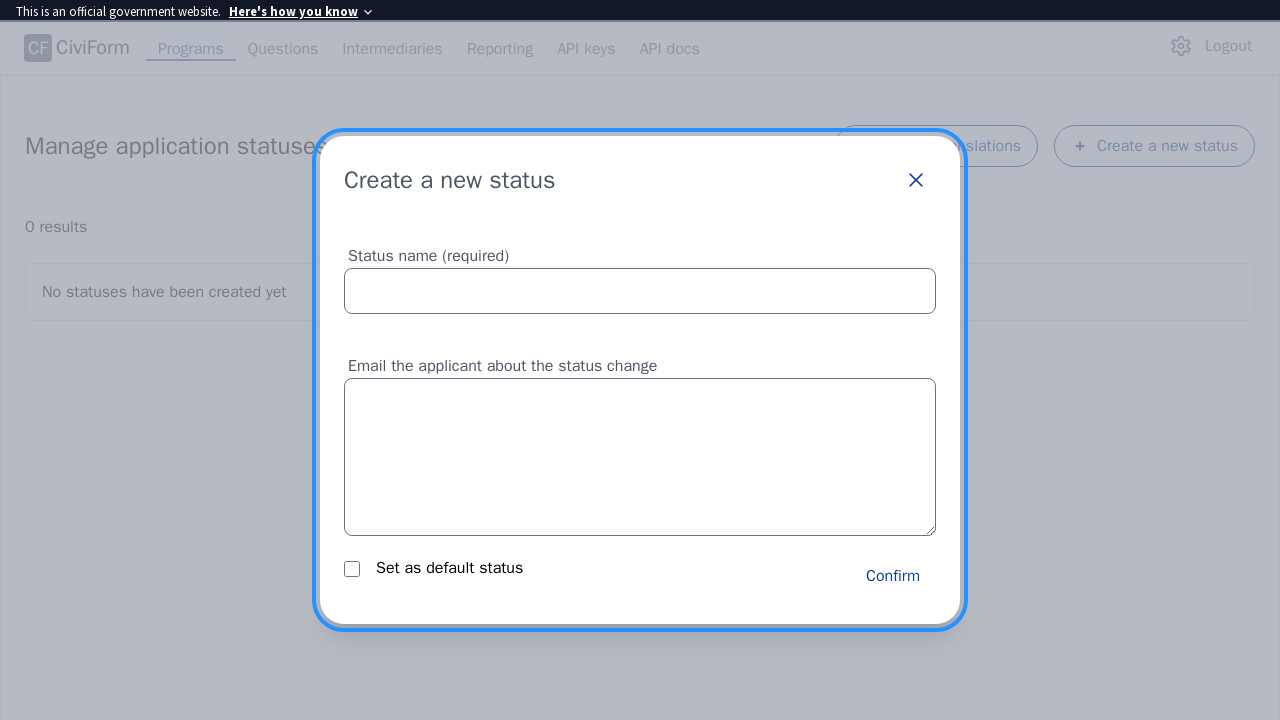 This is an official government website. Here's how you know
CF CiviForm Programs Questions Intermediaries Reporting API keys API docs Logout
Manage application statuses
Create a new status
0 results
No statuses have been created yet
Create a new status
Status name (required)
Email the applicant about the status change
Set as default status
Confirm